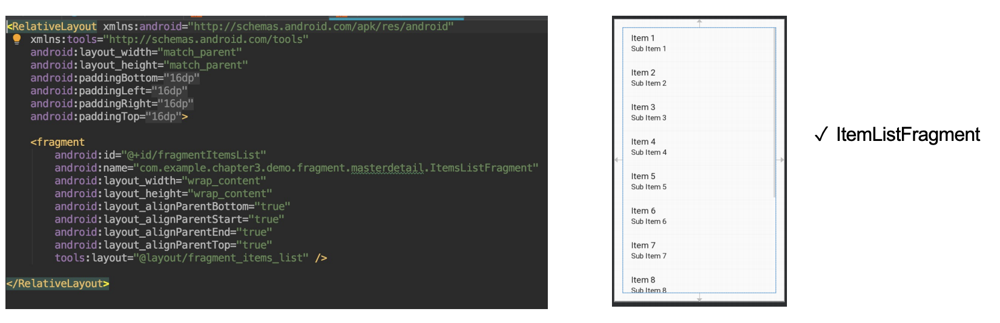 <RelativeLayout xmlns:android="http://schemas.android.com/apk/res/android"
xmlns:tools="http://schemas.android.com/tools"
android:layout_width="match_parent"
android:layout_height="match_parent"
android:paddingBottom="16dp"
android:paddingLeft="16dp"
android:paddingRight="16dp"
android:paddingTop="16dp">
<fragment
android:id="@+id/fragmentItemsList"
android:name="com.example.chapter3.demo.fragment.masterdetail.ItemsListFragment"
android:layout_width="wrap_content"
android:layout_height="wrap_content"
android:layout_alignParentBottom="true"
android:layout_alignParentStart="true"
android:layout_alignParentEnd="true"
android:layout_alignParentTop="true"
tools:layout="@layout/fragment_items_list" />
</RelativeLayout>
Item 1
Sub Item 1
Item 2
Sub Item 2
Item 3
Sub Item 3
Item 4
Sub Item 4
Item 5
Sub Item 5
Item 6
Sub Item 6
Item 7
Sub Item 7
Item 8
Sub Item 8
✓ ItemListFragment